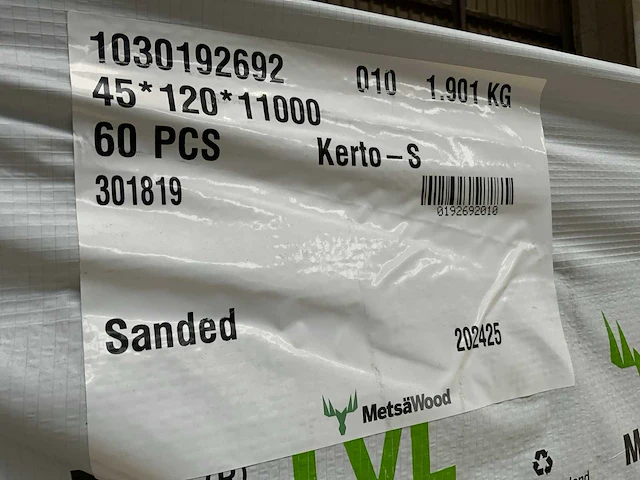 1030192692 010 1.901 KG
45*120*11000
60 PCS Kerto-S
301819
0192692010
Sanded 202425
MetsäWood
LVL